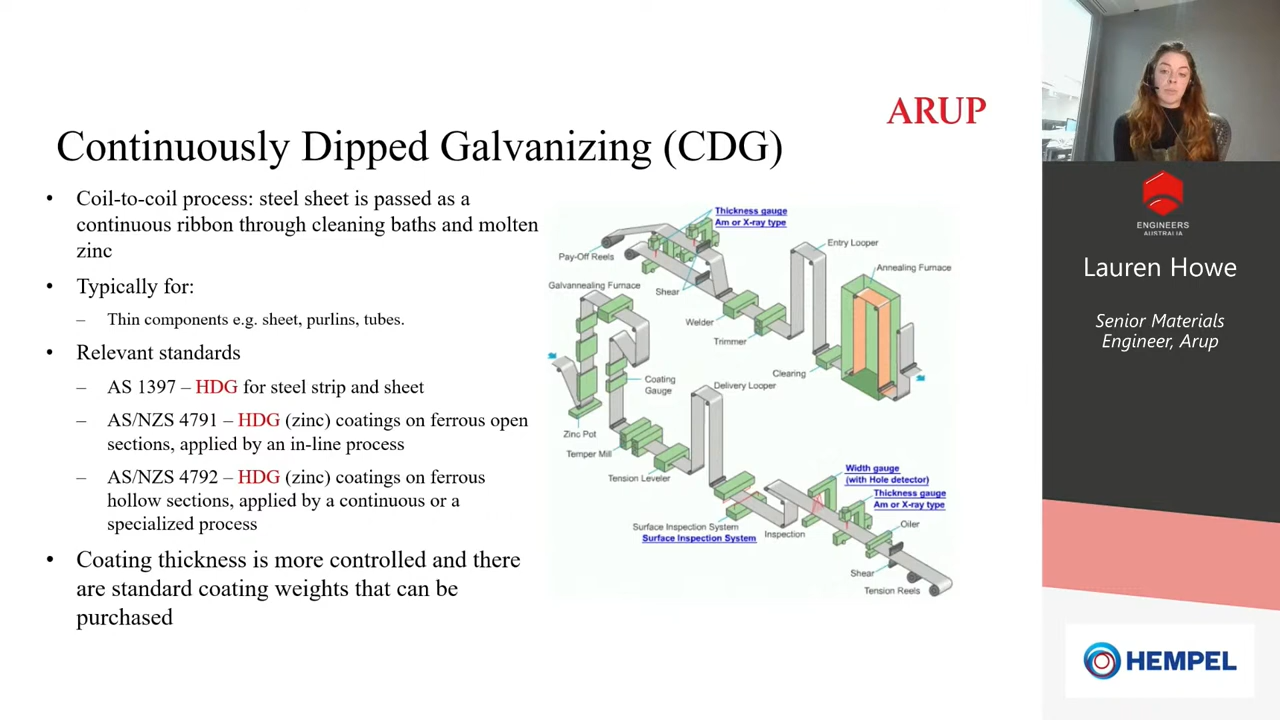 ARUP
Continuously Dipped Galvanizing (CDG)
• Coil-to-coil process: steel sheet is passed as a
continuous ribbon through cleaning baths and molten
zinc
• Typically for:
– Thin components e.g. sheet, purlins, tubes.
• Relevant standards
– AS 1397 – HDG for steel strip and sheet
– AS/NZS 4791 – HDG (zinc) coatings on ferrous open
sections, applied by an in-line process
– AS/NZS 4792 – HDG (zinc) coatings on ferrous
hollow sections, applied by a continuous or a
specialized process
• Coating thickness is more controlled and there
are standard coating weights that can be
purchased
Thickness gauge
Am or X-ray type
Pay-Off Reels
Entry Looper
Annealing Furnace
Galvannealing Furnace
Shear
Welder
Trimmer
Clearing
Coating
Gauge
Delivery Looper
Zinc Pot
Temper Mill
Tension Leveler
Width gauge
(with Hole detector)
Thickness gauge
Am or X-ray type
Surface Inspection System
Surface Inspection System
Inspection
Oiler
Shear
Tension Reels
ENGINEERS
AUSTRALIA
Lauren Howe
Senior Materials
Engineer, Arup
HEMPEL